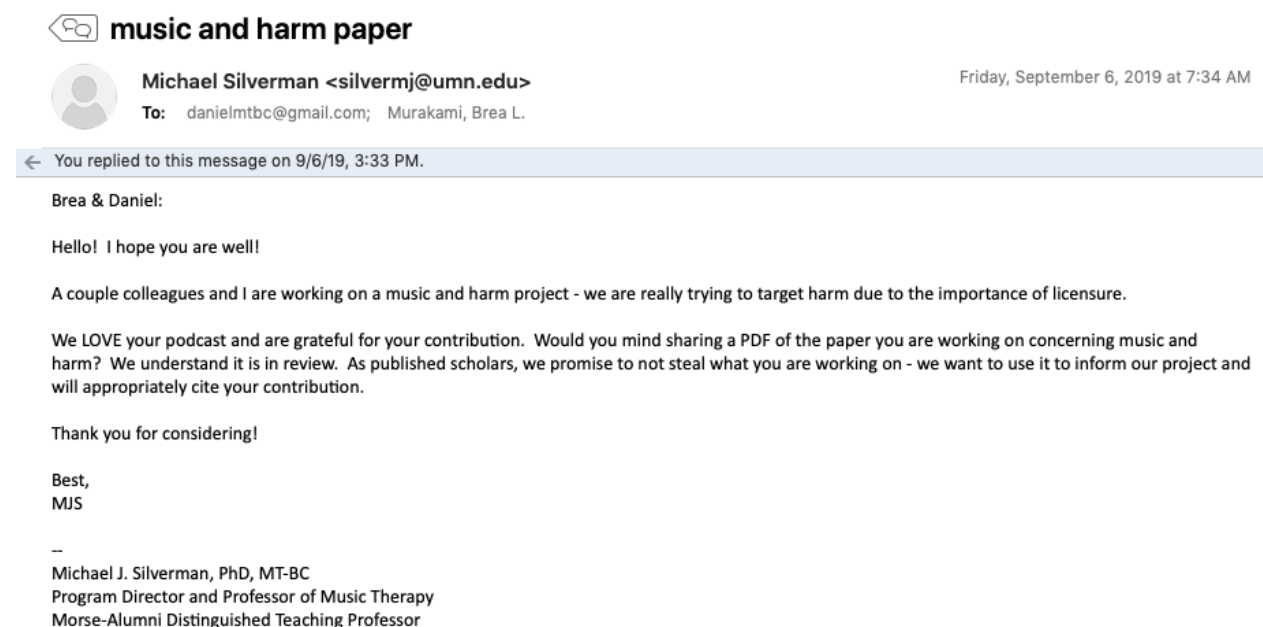 music and harm paper
Michael Silverman <silvermj@umn.edu>
Friday, September 6, 2019 at 7:34 AM
To: danielmtbc@gmail.com; Murakami, Brea L.
You replied to this message on 9/6/19, 3:33 PM.
Brea & Daniel:
Hello! I hope you are well!
A couple colleagues and I are working on a music and harm project - we are really trying to target harm due to the importance of licensure.
We LOVE your podcast and are grateful for your contribution. Would you mind sharing a PDF of the paper you are working on concerning music and
harm? We understand it is in review. As published scholars, we promise to not steal what you are working on - we want to use it to inform our project and
will appropriately cite your contribution.
Thank you for considering!
Best,
MJS
--
Michael J. Silverman, PhD, MT-BC
Program Director and Professor of Music Therapy
Morse-Alumni Distinguished Teaching Professor